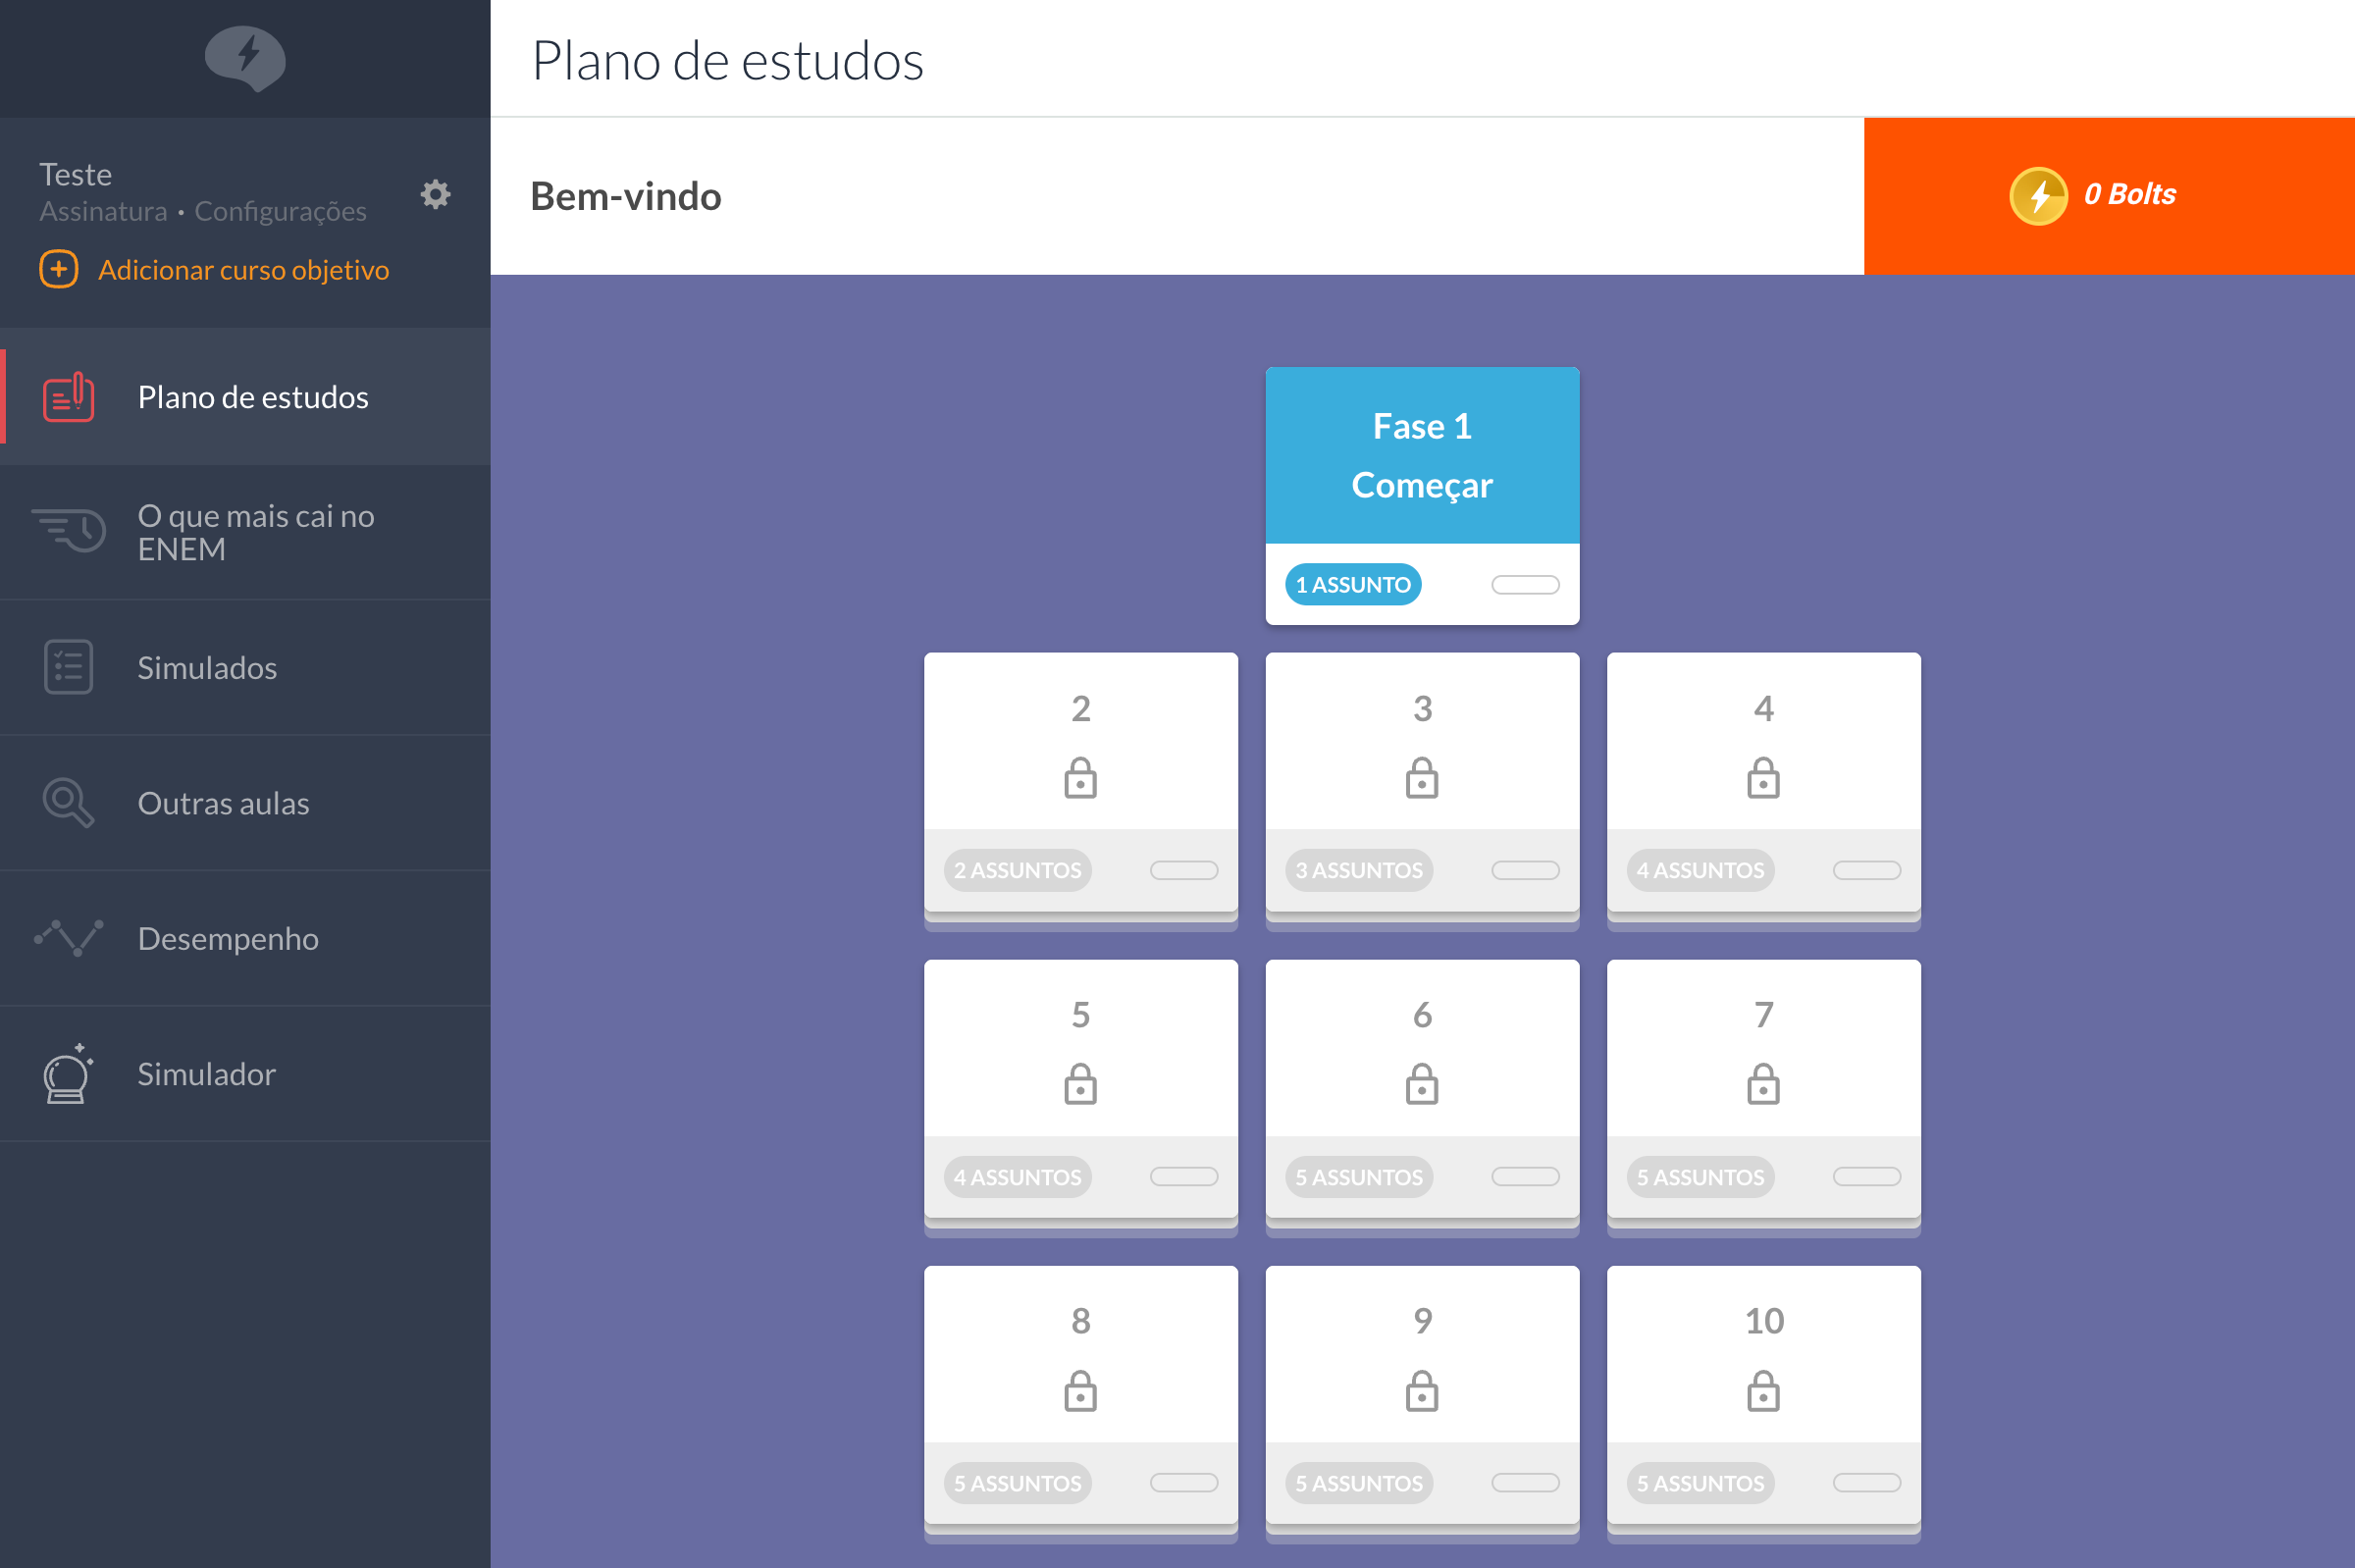 Plano de estudos
Teste
Assinatura • Configurações
Adicionar curso objetivo
Plano de estudos
O que mais cai no
ENEM
Simulados
Outras aulas
Desempenho
Simulador
Bem-vindo
0 Bolts
Fase 1
Começar
1 ASSUNTO
2
3
4
2 ASSUNTOS
3 ASSUNTOS
4 ASSUNTOS
5
6
7
4 ASSUNTOS
5 ASSUNTOS
5 ASSUNTOS
8
9
10
5 ASSUNTOS
5 ASSUNTOS
5 ASSUNTOS